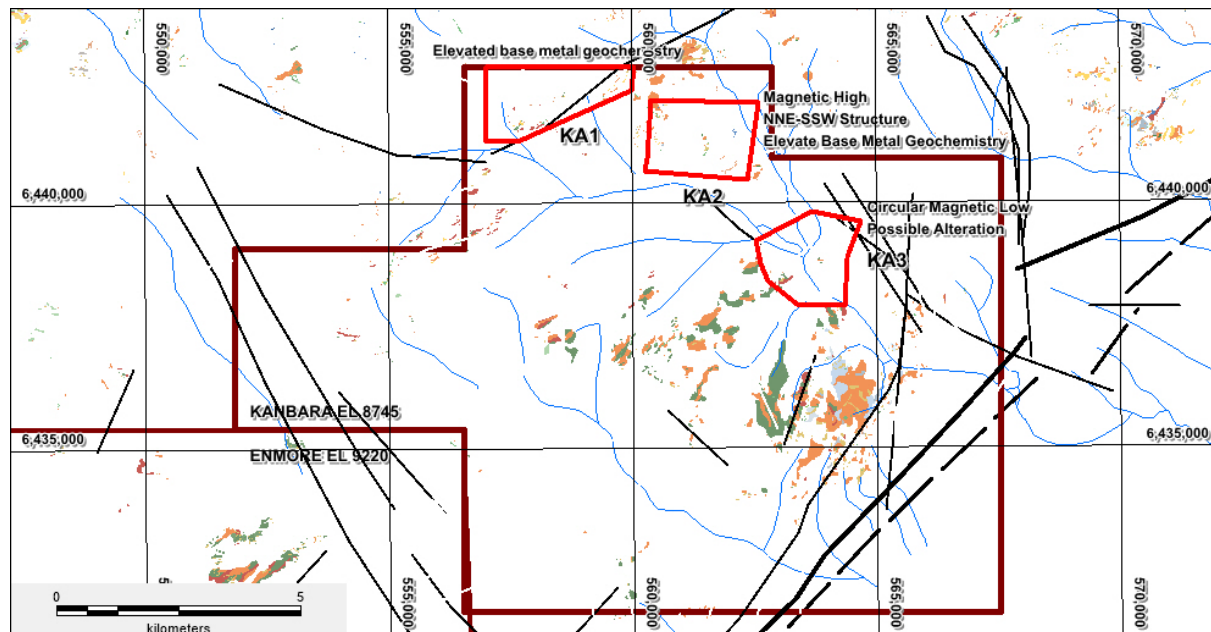 550,000
555,000
560,000
565,000
570,000
Elevated base metal geochemistry
KA1
Magnetic High
NNE-SSW Structure
Elevate Base Metal Geochemistry
KA2
6,440,000
6,440,000
Circular Magnetic Low
Possible Alteration
KA3
KANBARA EL 8745
6,435,000
6,435,000
ENMORE EL 9220
555,000
560,000
565,000
570,000
0
5
kilometers